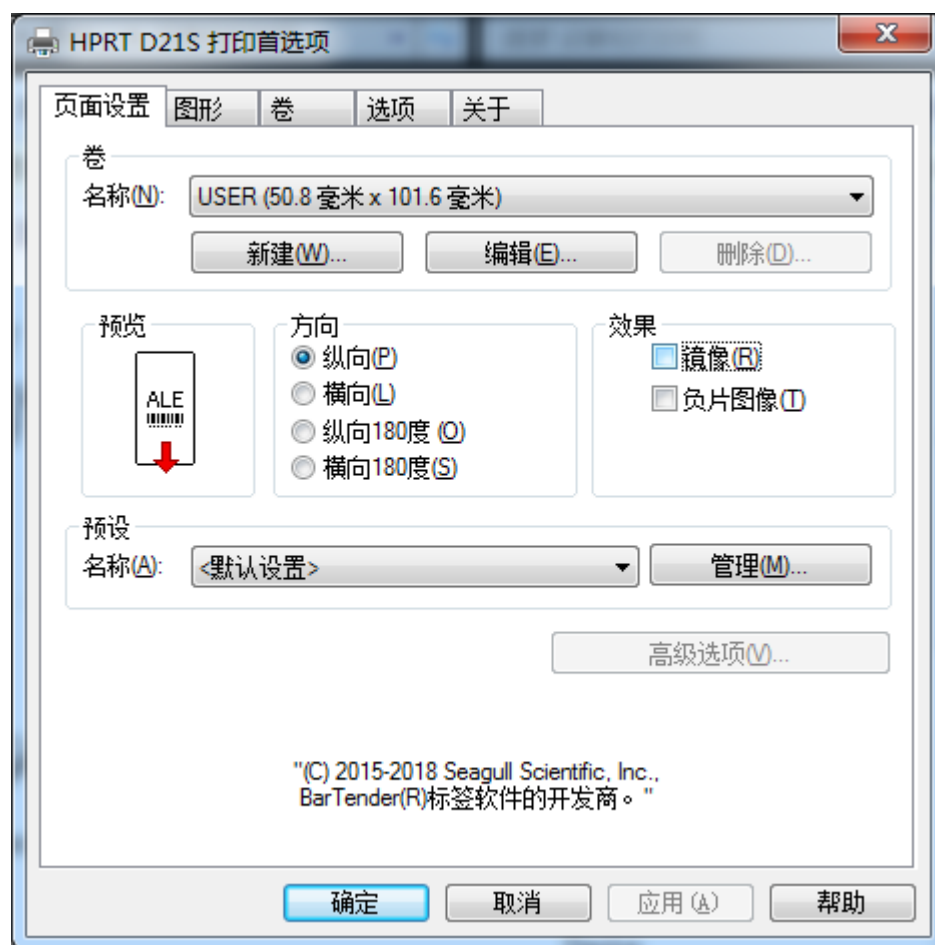 HPRT D21S 打印首选项
页面设置 图形 卷 选项 关于
卷
名称(N): USER (50.8 毫米 x 101.6 毫米)
新建(W)... 编辑(E)... 删除(D)...
预览 方向 效果
ALE
纵向(P)
横向(L)
纵向180度 (O)
横向180度(S)
镜像(R)
负片图像(T)
预设
名称(A): <默认设置> 管理(M)...
高级选项(V)...
"(C) 2015-2018 Seagull Scientific, Inc.,
BarTender(R)标签软件的开发商。"
确定 取消 应用(A) 帮助